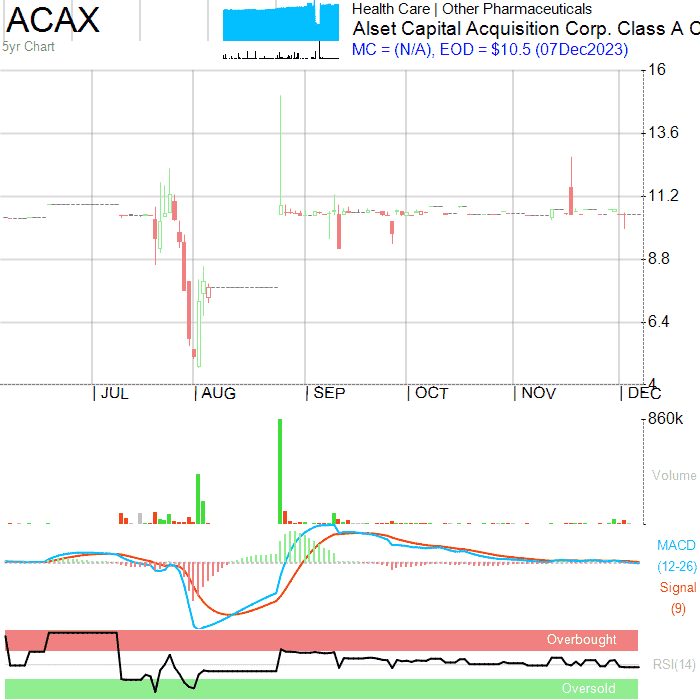 ACAX
5yr Chart
Health Care | Other Pharmaceuticals
Alset Capital Acquisition Corp. Class A C
MC = (N/A), EOD = $10.5 (07Dec2023)
16
13.6
11.2
8.8
6.4
4
| JUL | AUG | SEP | OCT | NOV | DEC
860k
Volume
MACD
(12-26)
Signal
(9)
Overbought
RSI(14)
Oversold